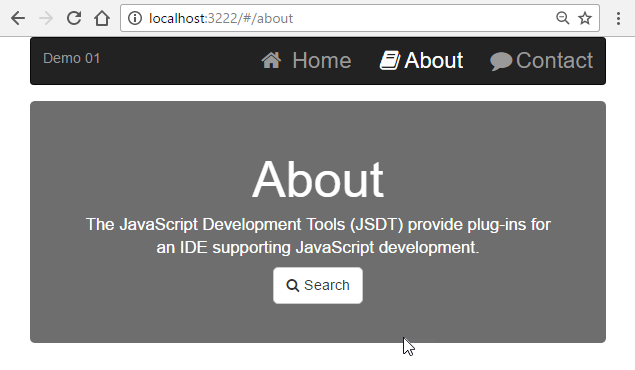 localhost:3222/#/about
Demo 01 Home About Contact
About
The JavaScript Development Tools (JSDT) provide plug-ins for
an IDE supporting JavaScript development.
Search